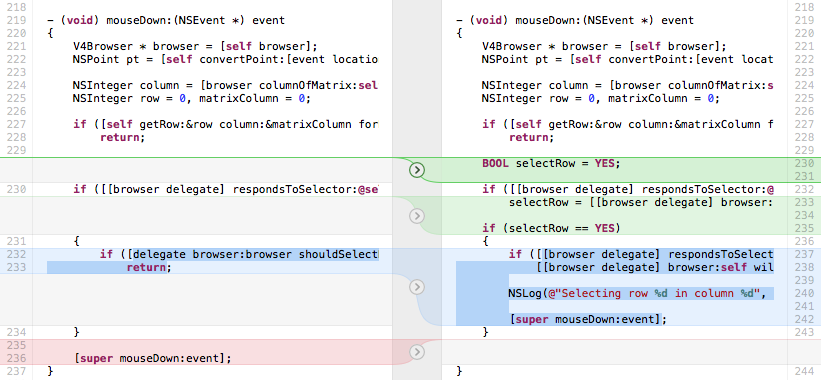 218
219 - (void) mouseDown:(NSEvent *) event
220 {
221 V4Browser * browser = [self browser];
222 NSPoint pt = [self convertPoint:[event locatio
223
224 NSInteger column = [browser columnOfMatrix:sel
225 NSInteger row = 0, matrixColumn = 0;
226
227 if ([self getRow:&row column:&matrixColumn for
228 return;
229
230 if ([[browser delegate] respondsToSelector:@se
231 {
232 if ([delegate browser:browser shouldSelect
233 return;
234 }
235
236 [super mouseDown:event];
237 }
218
- (void) mouseDown:(NSEvent *) event 219
{ 220
V4Browser * browser = [self browser]; 221
NSPoint pt = [self convertPoint:[event locat 222
223
NSInteger column = [browser columnOfMatrix:s 224
NSInteger row = 0, matrixColumn = 0; 225
226
if ([self getRow:&row column:&matrixColumn f 227
return; 228
229
BOOL selectRow = YES; 230
231
if ([[browser delegate] respondsToSelector:@ 232
selectRow = [[browser delegate] browser: 233
234
if (selectRow == YES) 235
{ 236
if ([[browser delegate] respondsToSelect 237
[[browser delegate] browser:self wil 238
239
NSLog(@"Selecting row %d in column %d", 240
241
[super mouseDown:event]; 242
} 243
} 244